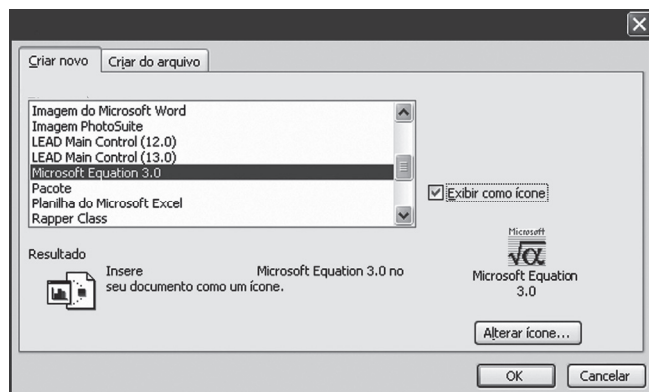 Criar novo
Criar do arquivo
Imagem do Microsoft Word
Imagem PhotoSuite
LEAD Main Control (12.0)
LEAD Main Control (13.0)
Microsoft Equation 3.0
Pacote
Planilha do Microsoft Excel
Rapper Class
Exibir como ícone
Resultado
Insere Microsoft Equation 3.0 no
seu documento como um ícone.
Microsoft
√α
Microsoft Equation
3.0
Alterar ícone...
OK
Cancelar